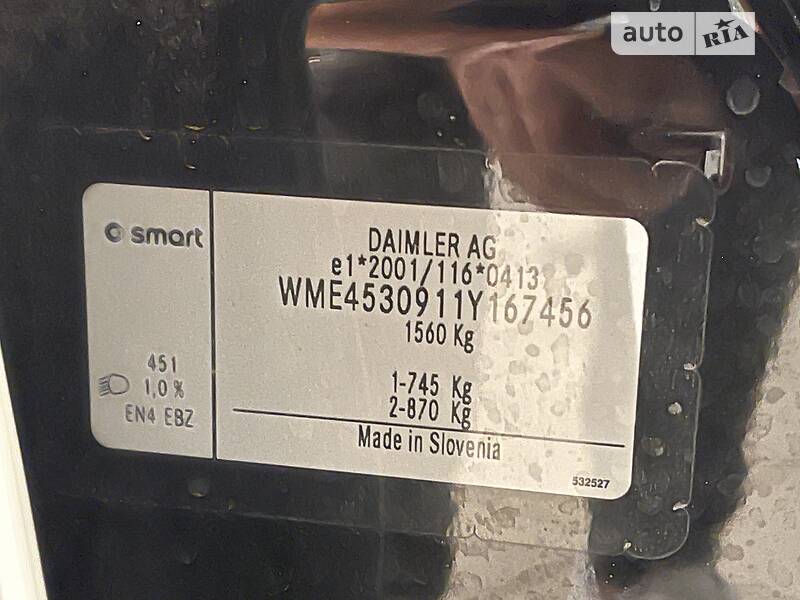 auto RIA
smart
DAIMLER AG
e1*2001/116*0413
WME4530911Y167456
1560 Kg
451
1,0 %
EN4 EBZ
1-745 Kg
2-870 Kg
Made in Slovenia
532527